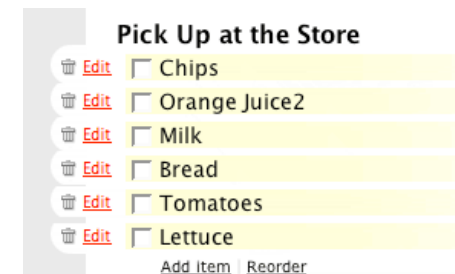 Pick Up at the Store
Edit Chips
Edit Orange Juice2
Edit Milk
Edit Bread
Edit Tomatoes
Edit Lettuce
Add item | Reorder